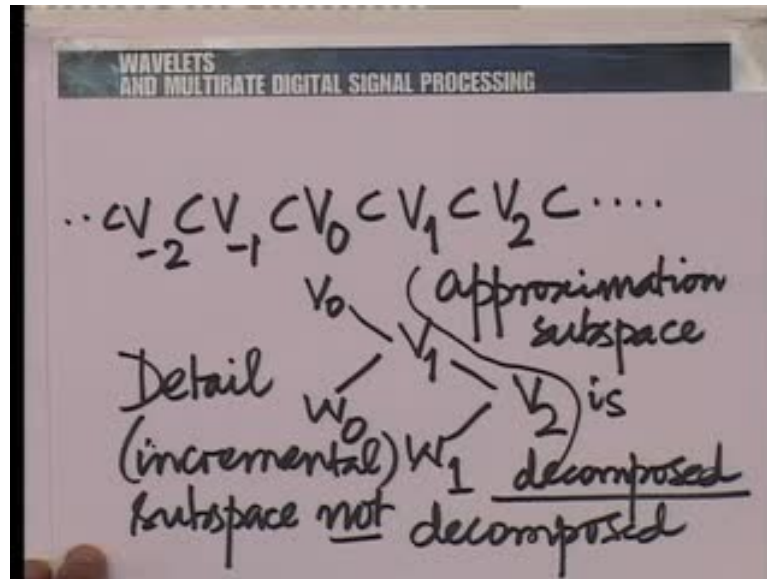 WAVELETS
AND MULTIRATE DIGITAL SIGNAL PROCESSING
..⊂V₋₂⊂V₋₁⊂V₀⊂V₁⊂V₂⊂....
V₀ approximation
V₁ subspace
Detail W₀ V₂ is
(incremental) W₁ decomposed
subspace not decomposed